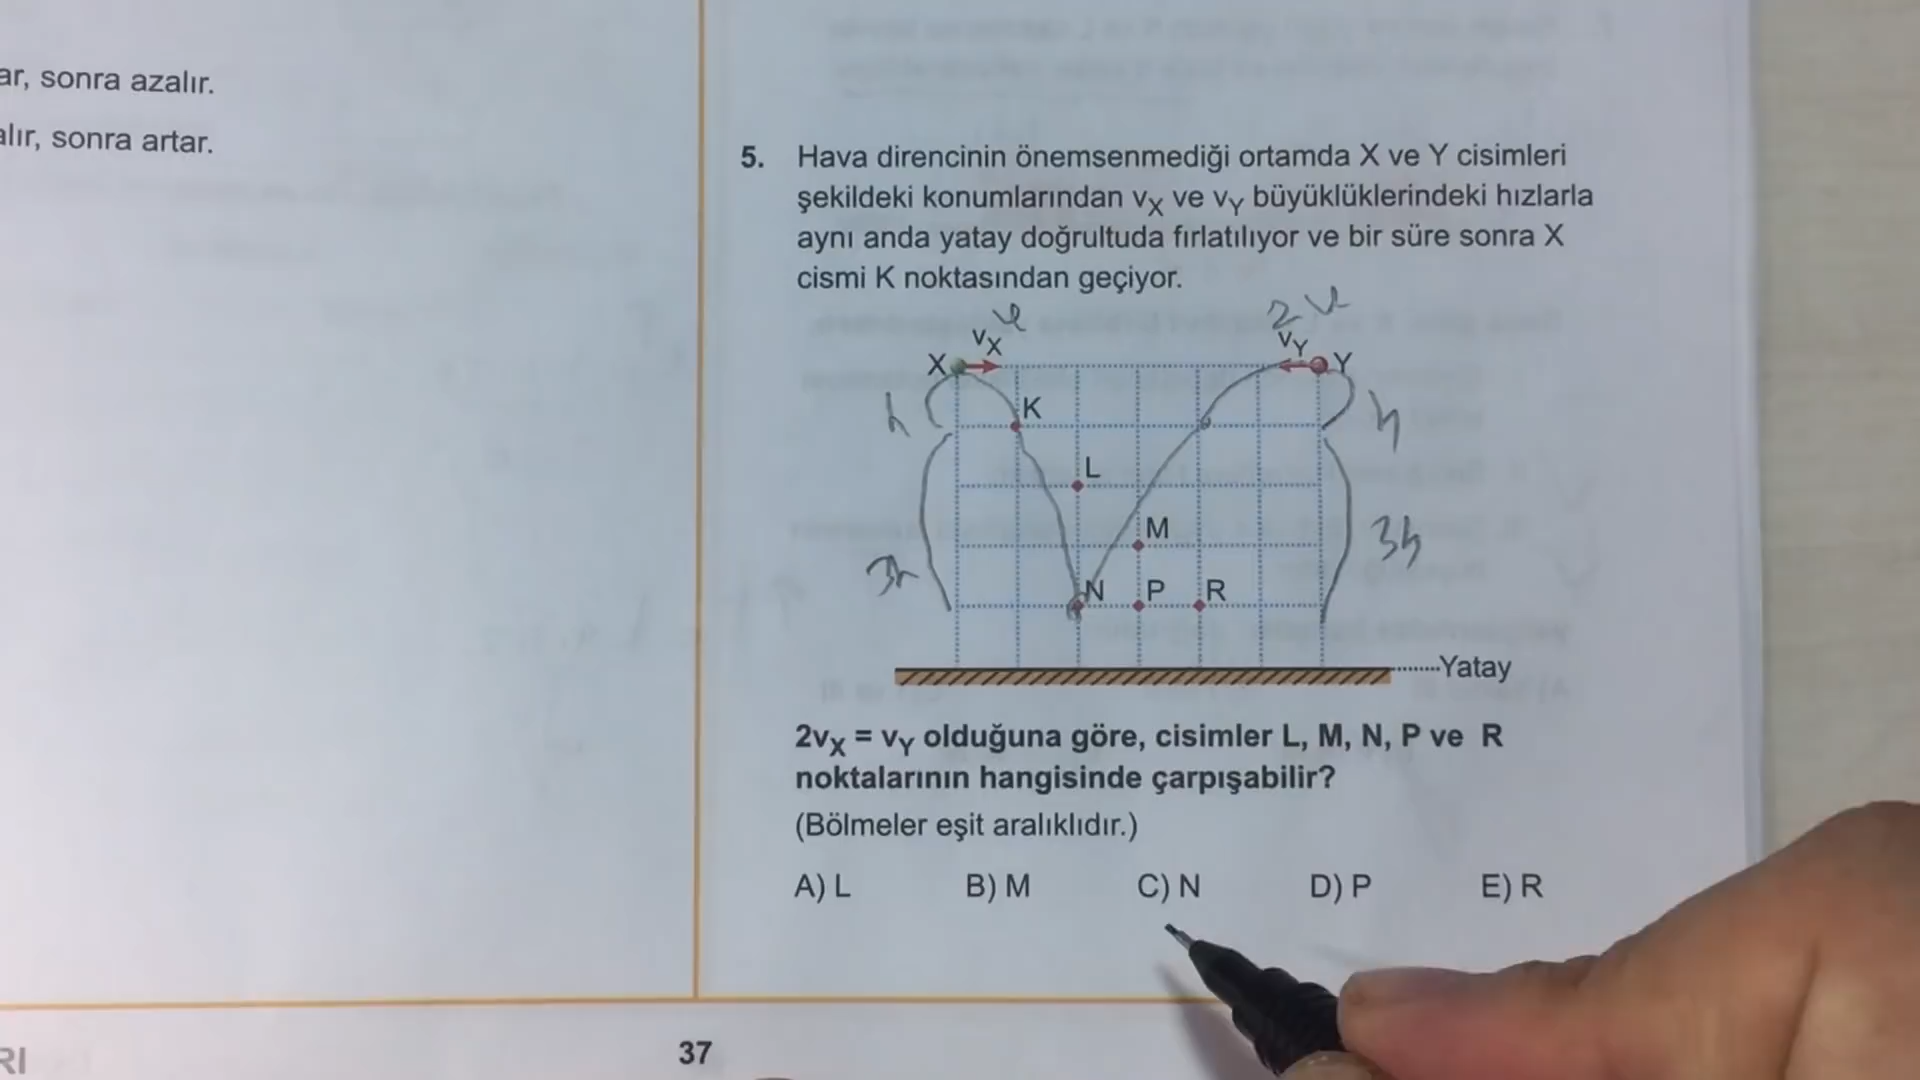 ar, sonra azalır.
alır, sonra artar.
5. Hava direncinin önemsenmediği ortamda X ve Y cisimleri
şekildeki konumlarından vX ve vY büyüklüklerindeki hızlarla
aynı anda yatay doğrultuda fırlatılıyor ve bir süre sonra X
cismi K noktasından geçiyor.
v 2v
vX vY
X Y
h K h
L
M
3h 3h
N P R
Yatay
2vX = vY olduğuna göre, cisimler L, M, N, P ve R
noktalarının hangisinde çarpışabilir?
(Bölmeler eşit aralıklıdır.)
A) L B) M C) N D) P E) R
RI
37